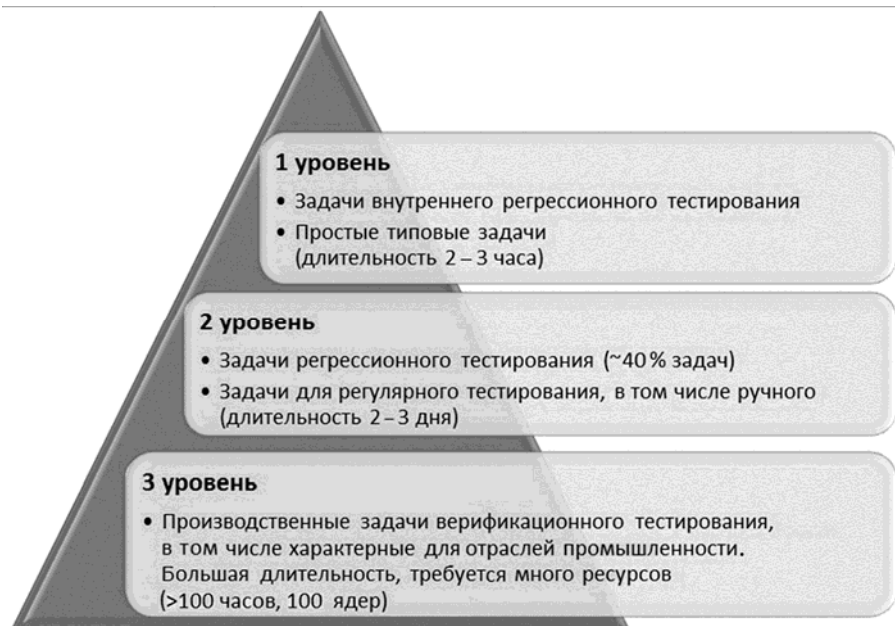 1 уровень
• Задачи внутреннего регрессионного тестирования
• Простые типовые задачи
(длительность 2 – 3 часа)
2 уровень
• Задачи регрессионного тестирования (~40 % задач)
• Задачи для регулярного тестирования, в том числе ручного
(длительность 2 – 3 дня)
3 уровень
• Производственные задачи верификационного тестирования,
в том числе характерные для отраслей промышленности.
Большая длительность, требуется много ресурсов
(>100 часов, 100 ядер)